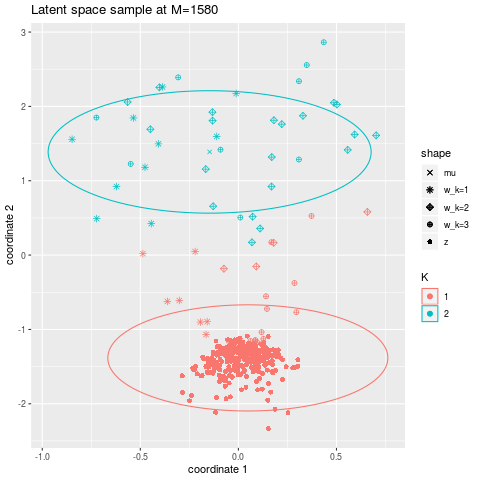 Latent space sample at M=1580
3
2
1
0
-1
-2
-1.0
-0.5
0.0
0.5
coordinate 1
coordinate 2
shape
mu
w_k=1
w_k=2
w_k=3
z
K
1
2